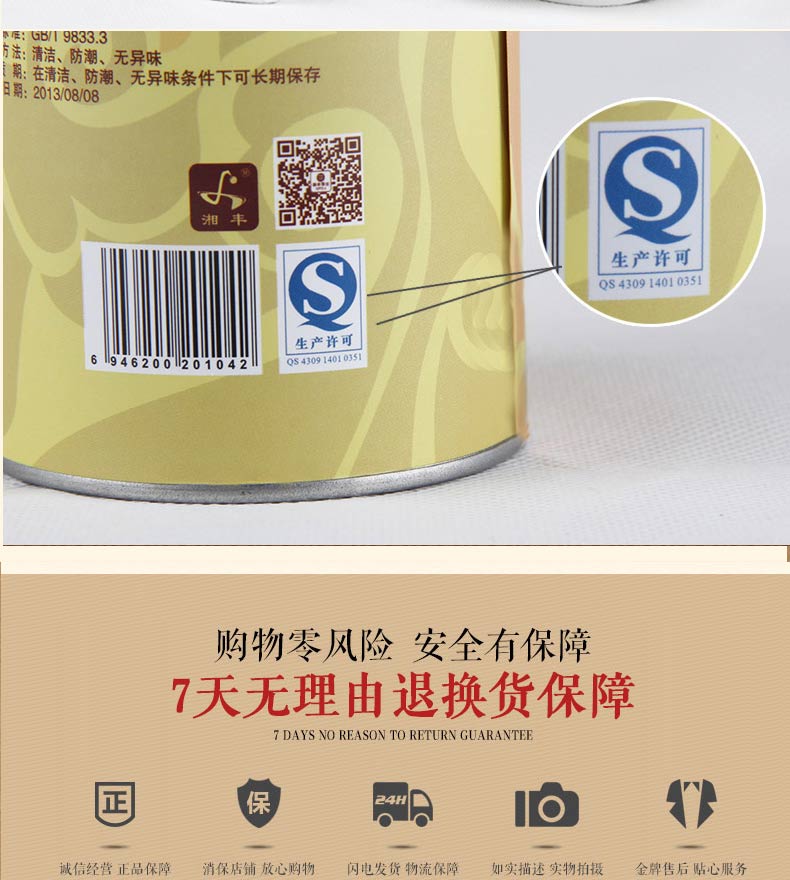 标准: GB/T 9833.3
方法: 清洁、防潮、无异味
期: 在清洁、防潮、无异味条件下可长期保存
日期: 2013/08/08
湘丰
6 946200 201042
S
生产许可
QS 4309 1401 0351
S
生产许可
QS 4309 1401 0351
购物零风险 安全有保障
7天无理由退换货保障
7 DAYS NO REASON TO RETURN GUARANTEE
正
保
24H
诚信经营 正品保障
消保店铺 放心购物
闪电发货 物流保障
如实描述 实物拍摄
金牌售后 贴心服务